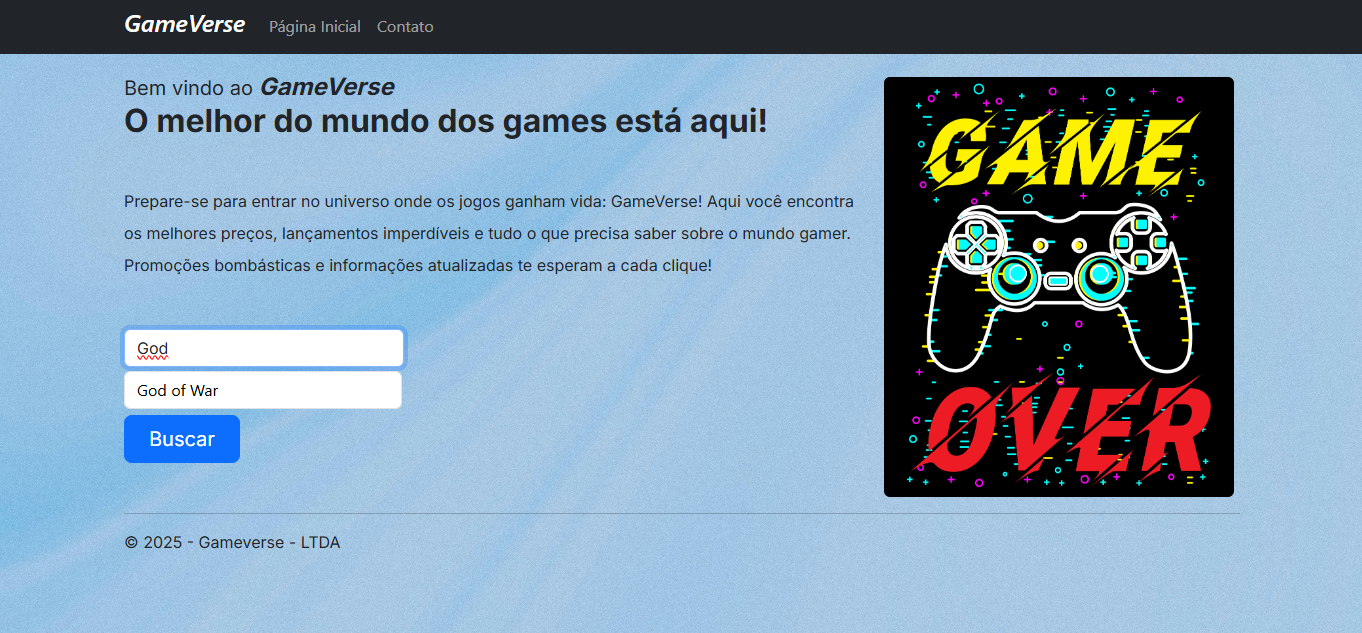 GameVerse Página Inicial Contato
Bem vindo ao GameVerse
O melhor do mundo dos games está aqui!
Prepare-se para entrar no universo onde os jogos ganham vida: GameVerse! Aqui você encontra
os melhores preços, lançamentos imperdíveis e tudo o que precisa saber sobre o mundo gamer.
Promoções bombásticas e informações atualizadas te esperam a cada clique!
God
God of War
Buscar
GAME
OVER
© 2025 - Gameverse - LTDA